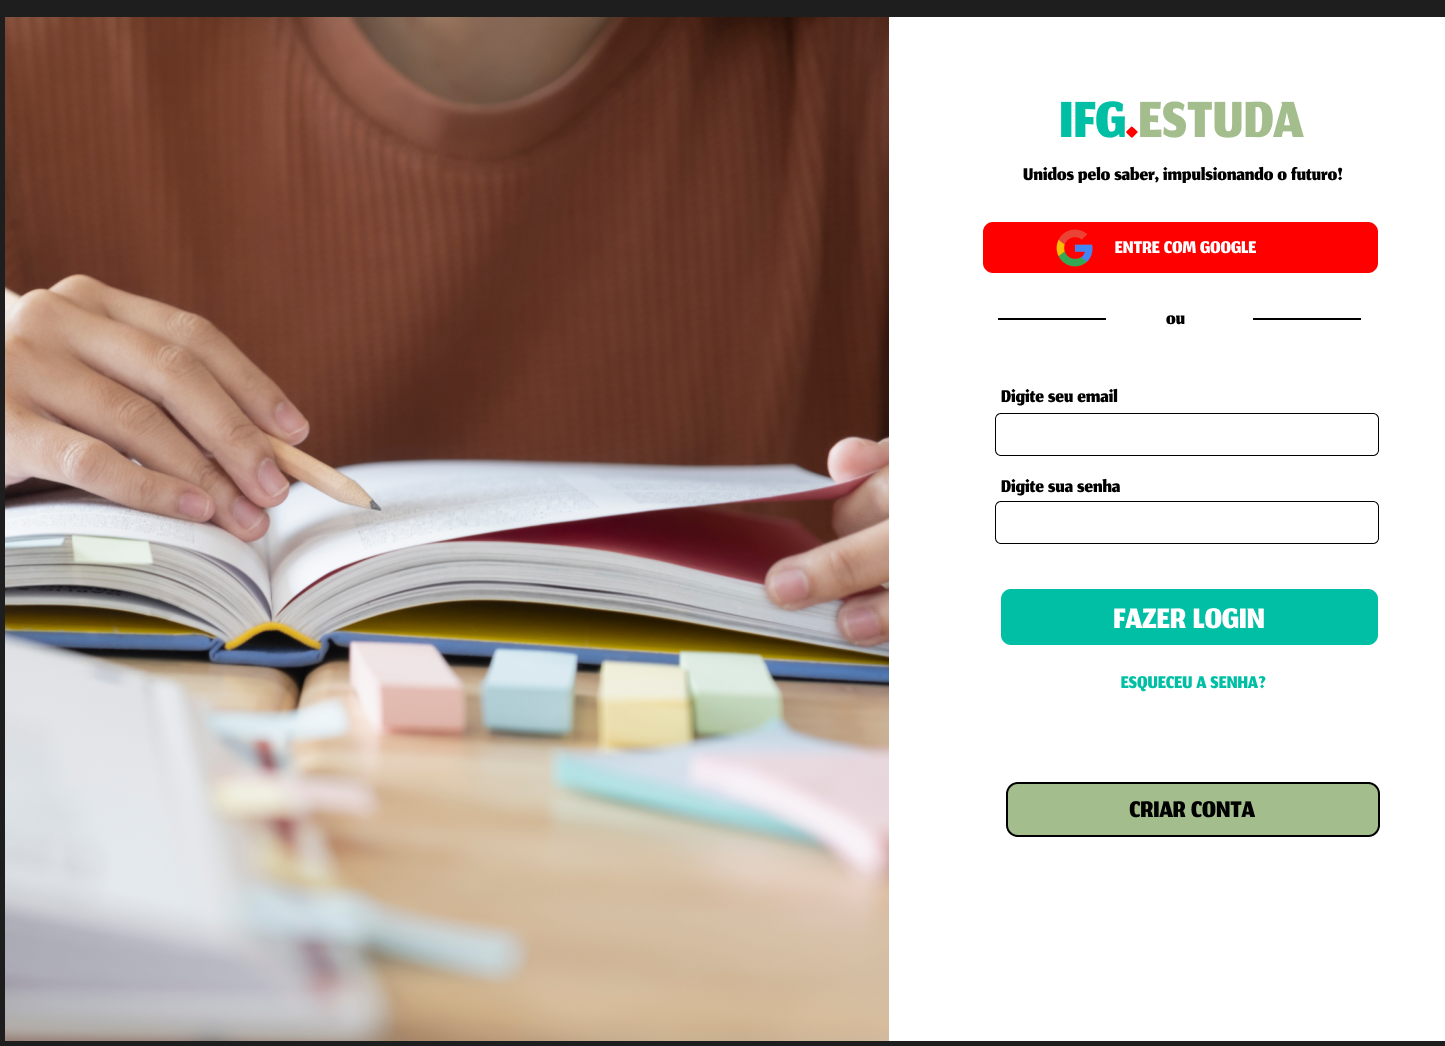 IFG.ESTUDA
Unidos pelo saber, impulsionando o futuro!
ENTRE COM GOOGLE
ou
Digite seu email
Digite sua senha
FAZER LOGIN
ESQUECEU A SENHA?
CRIAR CONTA